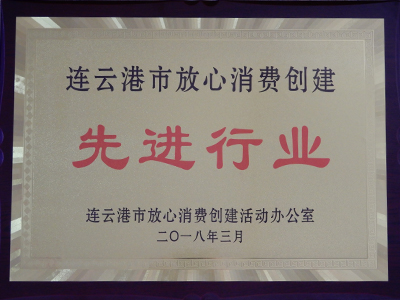 连云港市放心消费创建
先进行业
连云港市放心消费创建活动办公室
二〇一八年三月